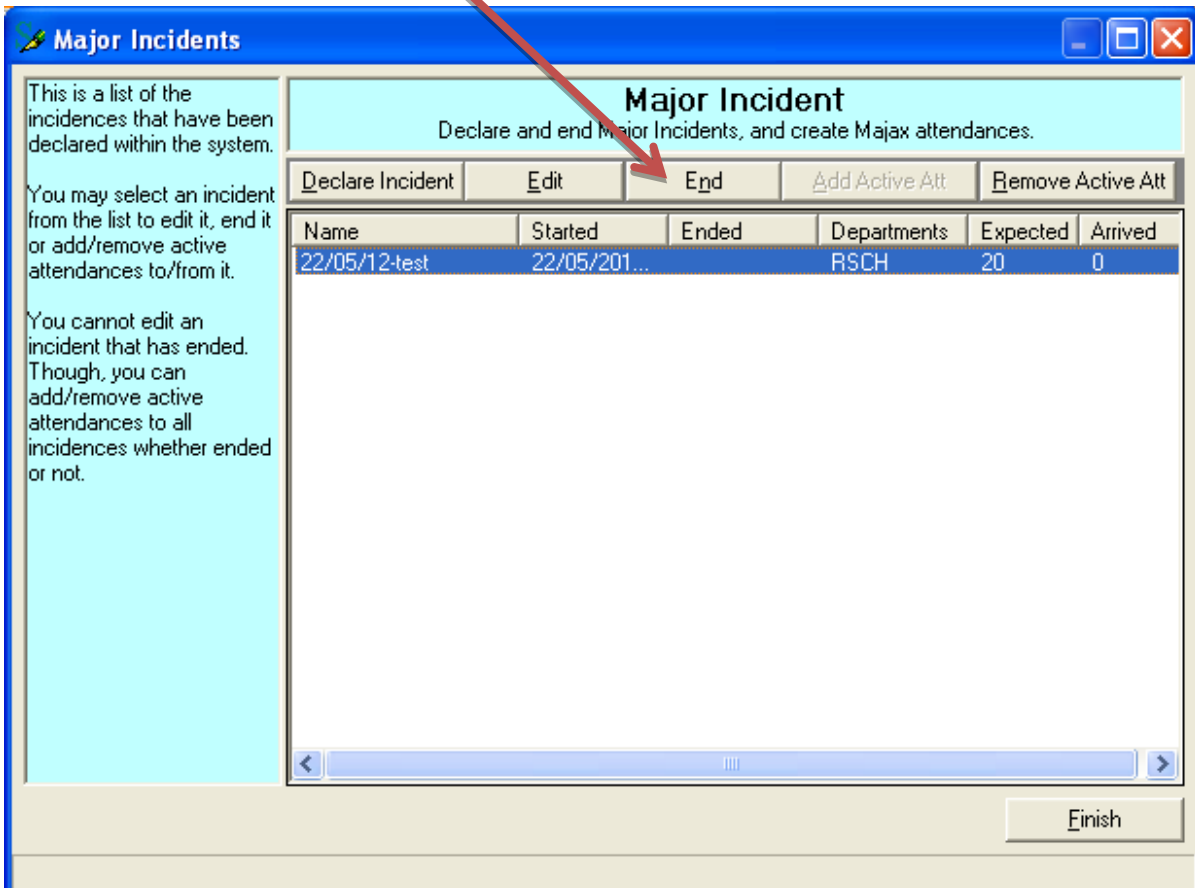 Major Incidents
This is a list of the
incidences that have been
declared within the system.
You may select an incident
from the list to edit it, end it
or add/remove active
attendances to/from it.
You cannot edit an
incident that has ended.
Though, you can
add/remove active
attendances to all
incidences whether ended
or not.
Major Incident
Declare and end Major Incidents, and create Majax attendances.
Declare Incident Edit End Add Active Att Remove Active Att
Name Started Ended Departments Expected Arrived
22/05/12-test 22/05/201... RSCH 20 0
Finish